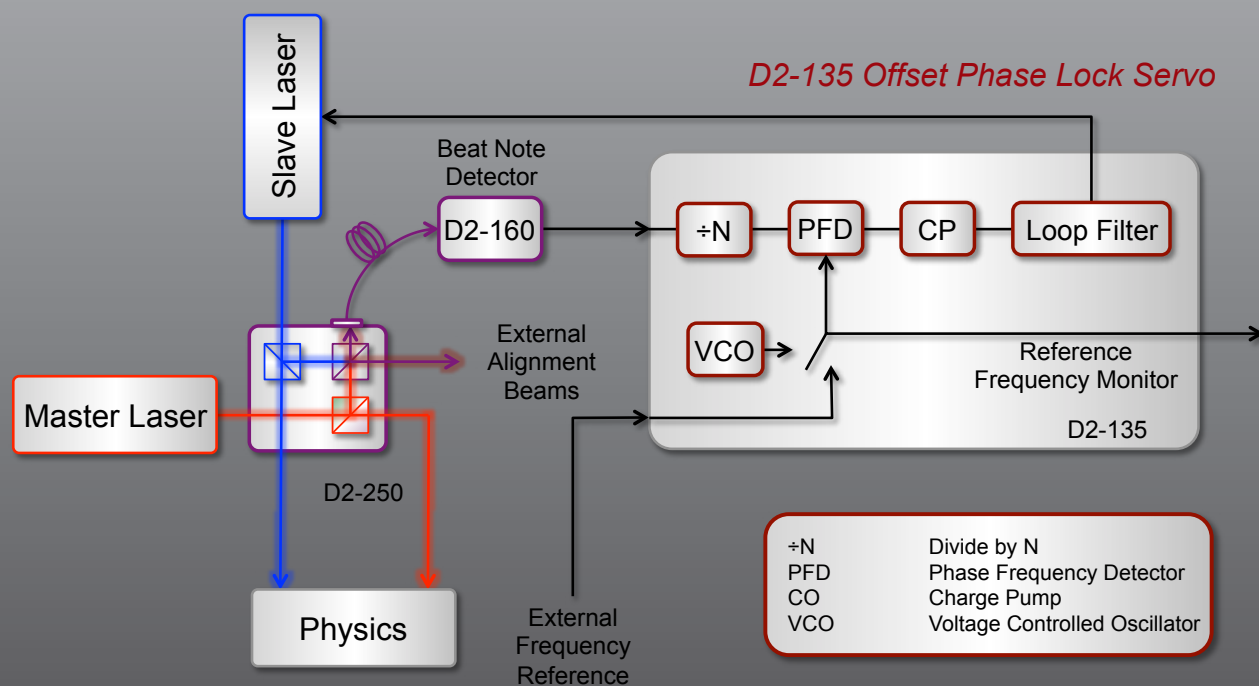 D2-135 Offset Phase Lock Servo
Slave Laser
Beat Note
Detector
D2-160
÷N
PFD
CP
Loop Filter
VCO
External
Alignment
Beams
Reference
Frequency Monitor
D2-135
Master Laser
D2-250
Physics
External
Frequency
Reference
÷N Divide by N
PFD Phase Frequency Detector
CO Charge Pump
VCO Voltage Controlled Oscillator